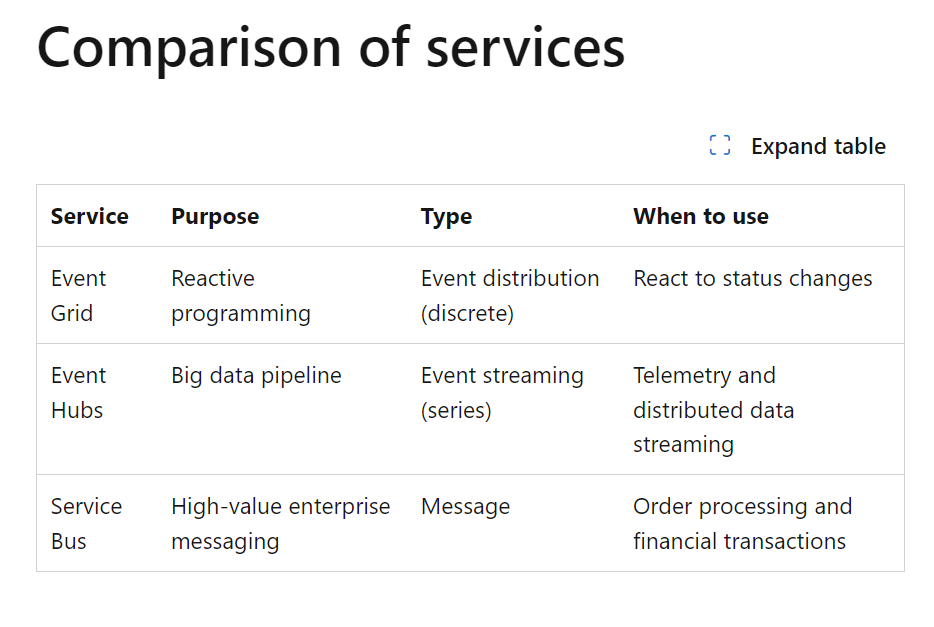 Comparison of services
Expand table
Service Purpose Type When to use
Event Reactive Event distribution React to status changes
Grid programming (discrete)
Event Big data pipeline Event streaming Telemetry and
Hubs (series) distributed data
streaming
Service High-value enterprise Message Order processing and
Bus messaging financial transactions